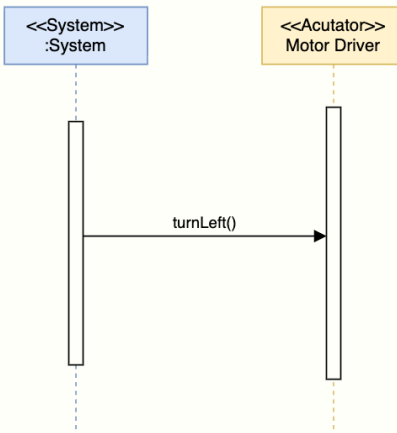 <<System>>
:System
<<Acutator>>
Motor Driver
turnLeft()